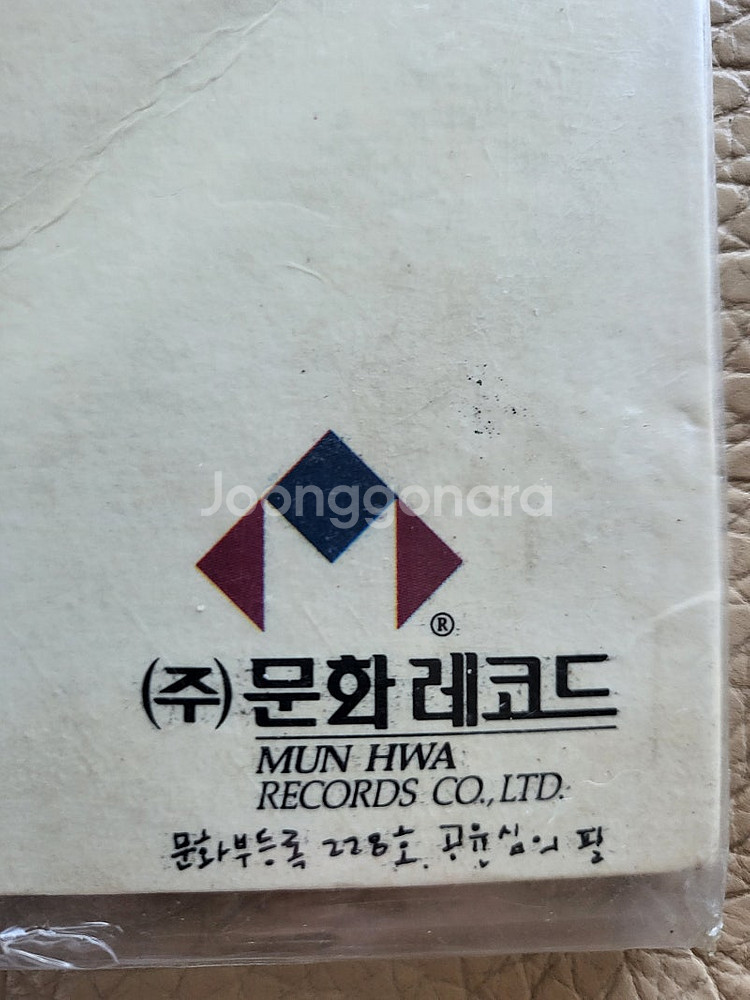 Joonggonara
®
(주)문화레코드
MUN HWA
RECORDS CO., LTD.
문화부등록 228호. 공윤심의 필